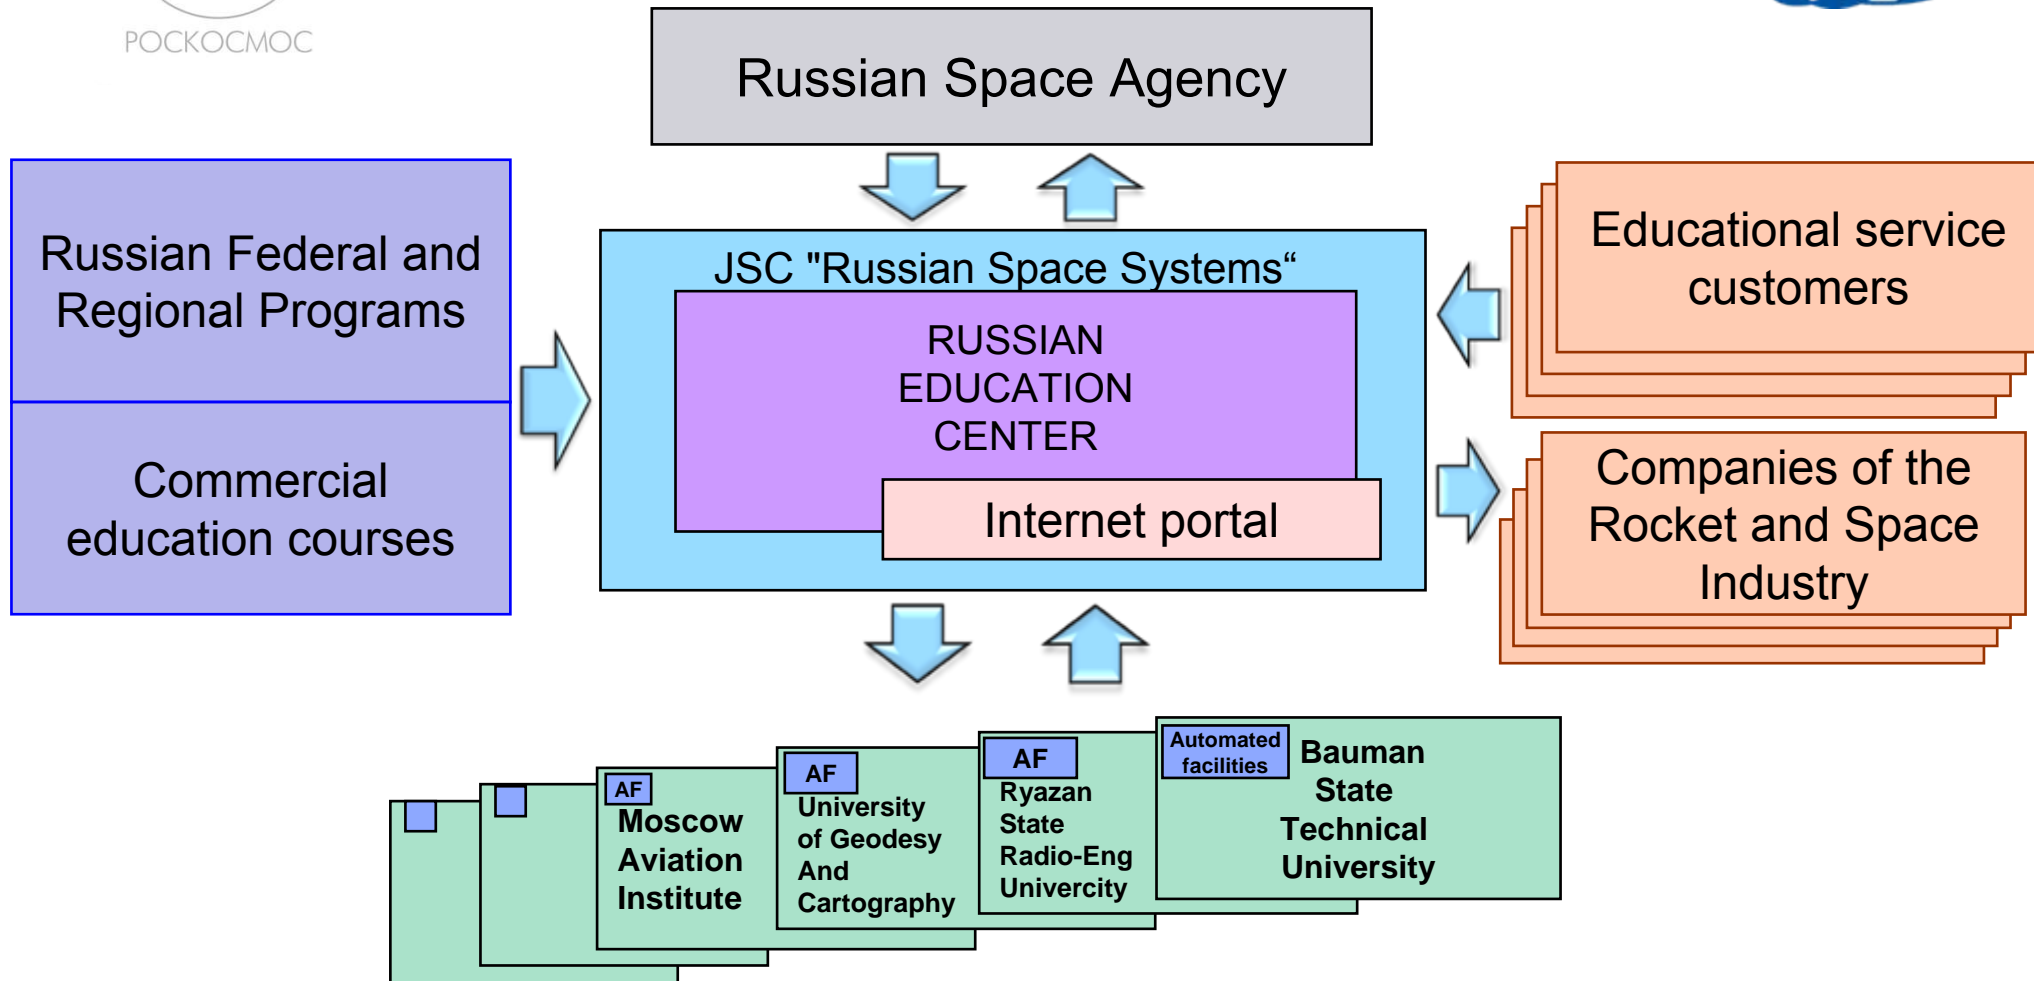 РОСКОСМОС
Russian Space Agency
Russian Federal and
Regional Programs
Commercial
education courses
JSC "Russian Space Systems“
RUSSIAN
EDUCATION
CENTER
Internet portal
Educational service
customers
Companies of the
Rocket and Space
Industry
AF
Moscow
Aviation
Institute
AF
University
of Geodesy
And
Cartography
AF
Ryazan
State
Radio-Eng
Univercity
Automated
facilities
Bauman
State
Technical
University